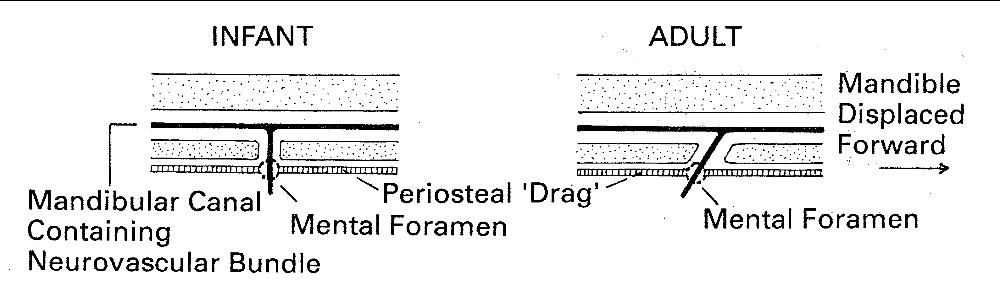 INFANT
ADULT
Mandible
Displaced
Forward
Mandibular Canal
Containing
Neurovascular Bundle
Periosteal 'Drag'
Mental Foramen
Mental Foramen